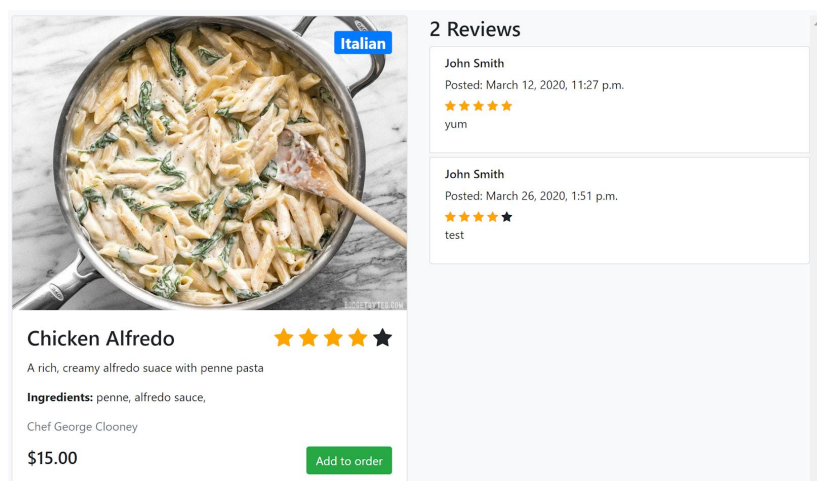 Italian
BUDGETBYTES.COM
Chicken Alfredo
A rich, creamy alfredo suace with penne pasta
Ingredients: penne, alfredo sauce,
Chef George Clooney
$15.00
Add to order
2 Reviews
John Smith
Posted: March 12, 2020, 11:27 p.m.
yum
John Smith
Posted: March 26, 2020, 1:51 p.m.
test